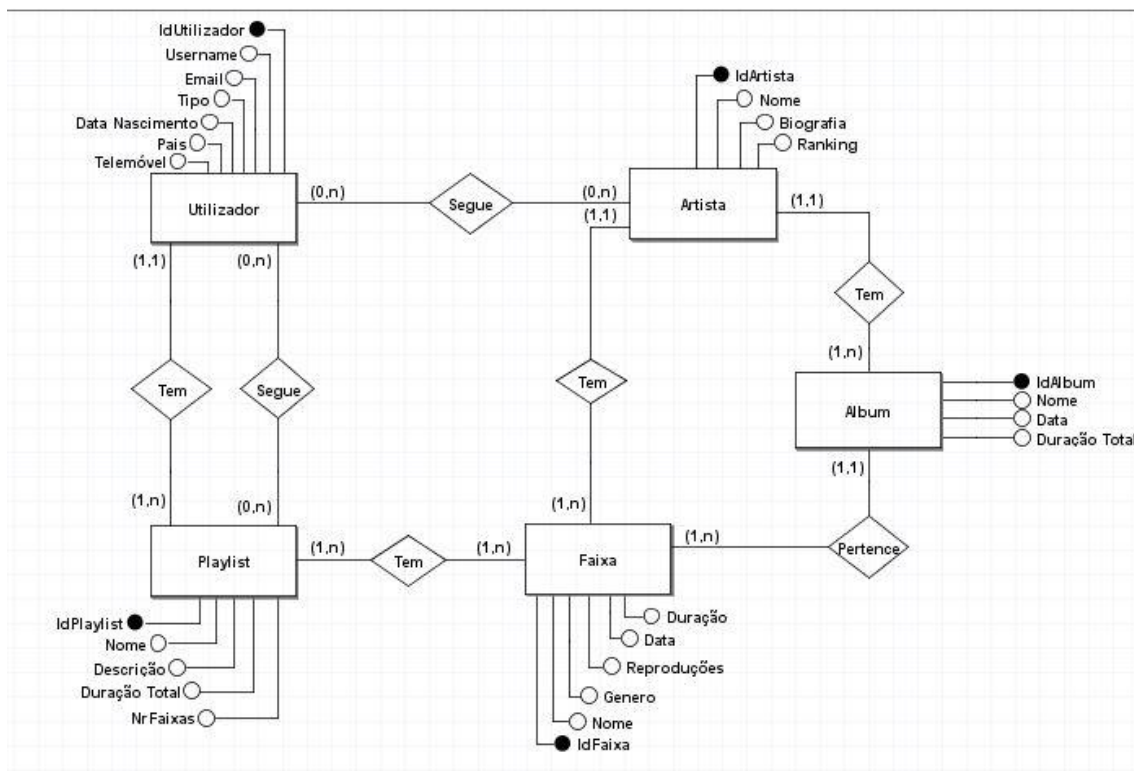 IdUtilizador
Username
Email
Tipo
Data Nascimento
Pais
Telemóvel
Utilizador
(0,n)
Segue
(0,n)
IdArtista
Nome
Biografia
Ranking
Artista
(1,1)
(1,1)
(1,1)
(0,n)
Tem
Tem
Segue
Tem
(1,n)
Album
IdAlbum
Nome
Data
Duração Total
(1,1)
(1,n)
(0,n)
(1,n)
Playlist
(1,n)
Tem
(1,n)
Faixa
(1,n)
Pertence
IdPlaylist
Nome
Descrição
Duração Total
NrFaixas
Duração
Data
Reproduções
Genero
Nome
IdFaixa